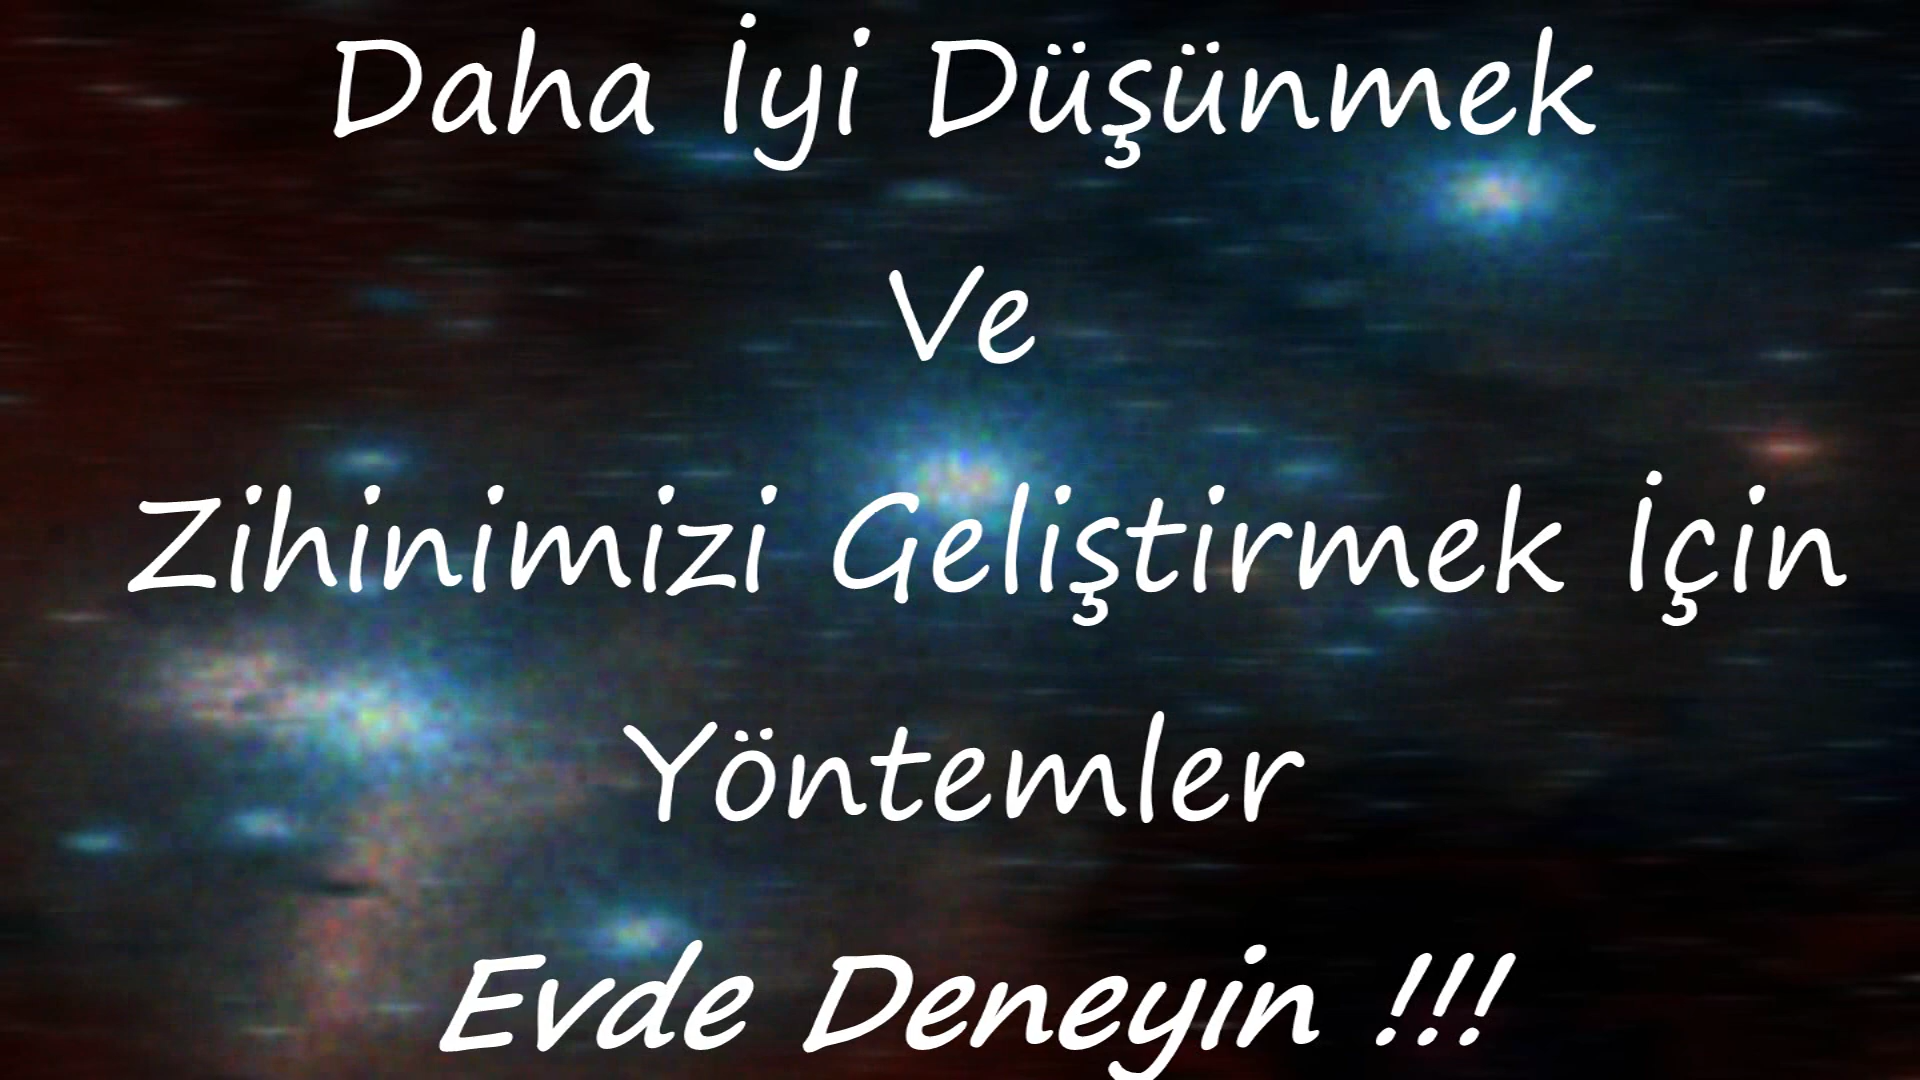 Daha İyi Düşünmek
Ve
Zihinimizi Geliştirmek İçin
Yöntemler
Evde Deneyin !!!